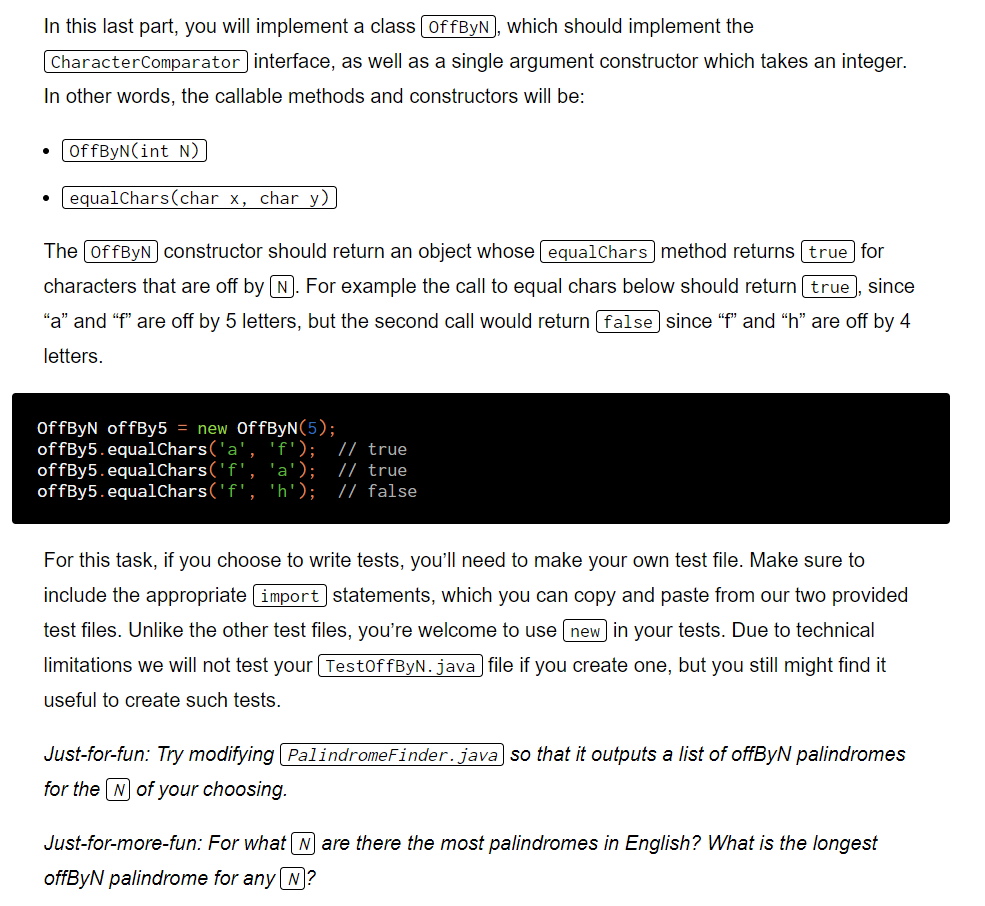 In this last part, you will implement a class OffByN, which should implement the
CharacterComparator interface, as well as a single argument constructor which takes an integer.
In other words, the callable methods and constructors will be:
• OffByN(int N)
• equalChars(char x, char y)
The OffByN constructor should return an object whose equalChars method returns true for
characters that are off by N. For example the call to equal chars below should return true, since
“a” and “f” are off by 5 letters, but the second call would return false since “f” and “h” are off by 4
letters.
OffByN offBy5 = new OffByN(5);
offBy5.equalChars('a', 'f');  // true
offBy5.equalChars('f', 'a');  // true
offBy5.equalChars('f', 'h');  // false
For this task, if you choose to write tests, you’ll need to make your own test file. Make sure to
include the appropriate import statements, which you can copy and paste from our two provided
test files. Unlike the other test files, you’re welcome to use new in your tests. Due to technical
limitations we will not test your TestOffByN.java file if you create one, but you still might find it
useful to create such tests.
Just-for-fun: Try modifying PalindromeFinder.java so that it outputs a list of offByN palindromes
for the N of your choosing.
Just-for-more-fun: For what N are there the most palindromes in English? What is the longest
offByN palindrome for any N?